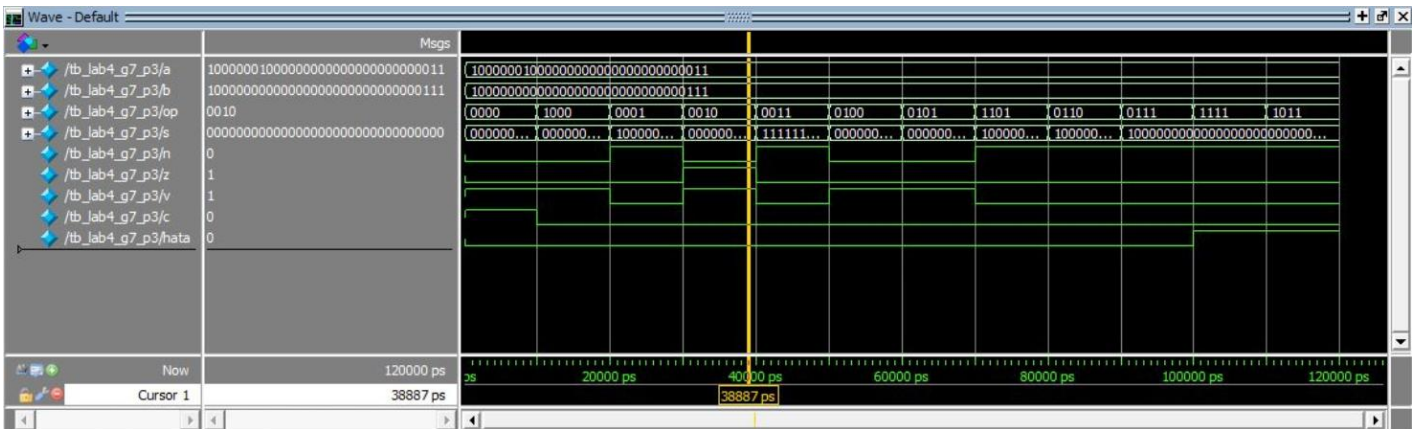 Wave - Default
Msgs
/tb_lab4_g7_p3/a 10000001000000000000000000000011 10000001000000000000000000000011
/tb_lab4_g7_p3/b 10000000000000000000000000000111 10000000000000000000000000000111
/tb_lab4_g7_p3/op 0010 0000 1000 0001 0010 0011 0100 0101 1101 0110 0111 1111 1011
/tb_lab4_g7_p3/s 00000000000000000000000000000000 000000... 000000... 100000... 000000... 111111... 000000... 000000... 100000... 100000... 1000000000000000000000000...
/tb_lab4_g7_p3/n 0
/tb_lab4_g7_p3/z 1
/tb_lab4_g7_p3/v 1
/tb_lab4_g7_p3/c 0
/tb_lab4_g7_p3/hata 0
Now 120000 ps ps 20000 ps 40000 ps 60000 ps 80000 ps 100000 ps 120000 ps
Cursor 1 38887 ps 38887 ps